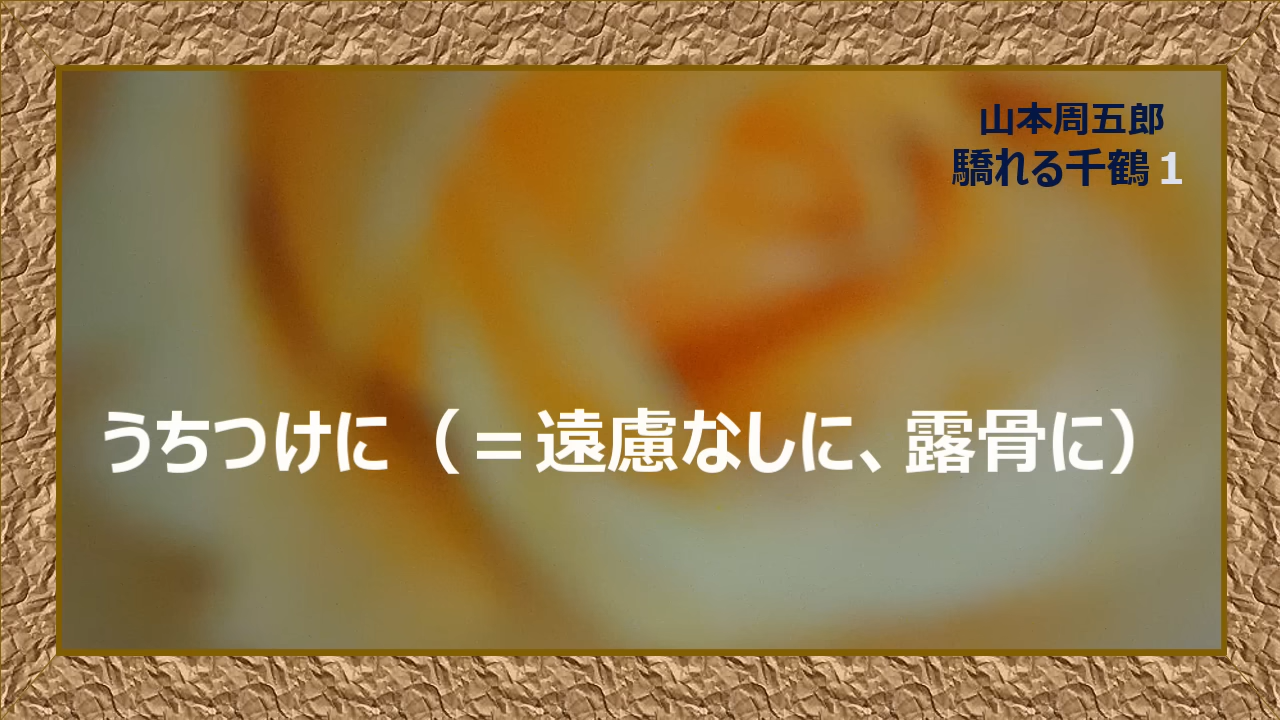 山本周五郎
驕れる千鶴１
うちつけに（＝遠慮なしに、露骨に）